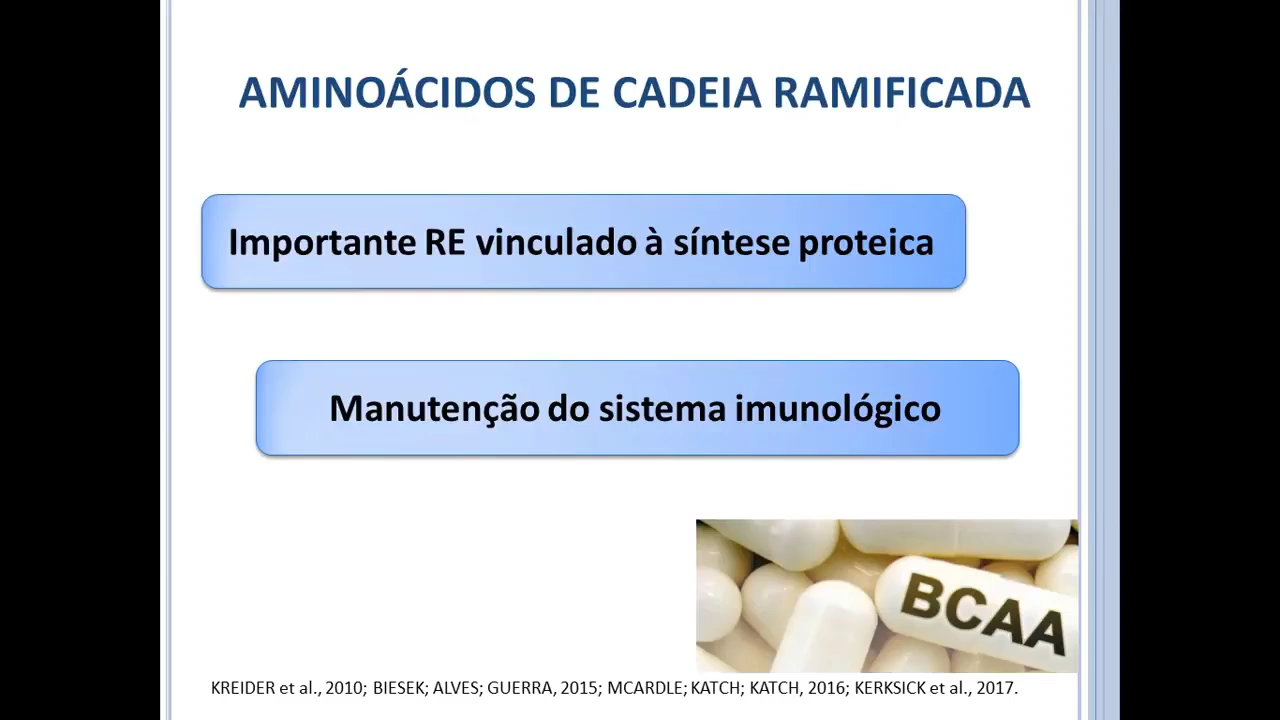 AMINOÁCIDOS DE CADEIA RAMIFICADA
Importante RE vinculado à síntese proteica
Manutenção do sistema imunológico
BCAA
KREIDER et al., 2010; BIESEK; ALVES; GUERRA, 2015; MCARDLE; KATCH; KATCH, 2016; KERKSICK et al., 2017.